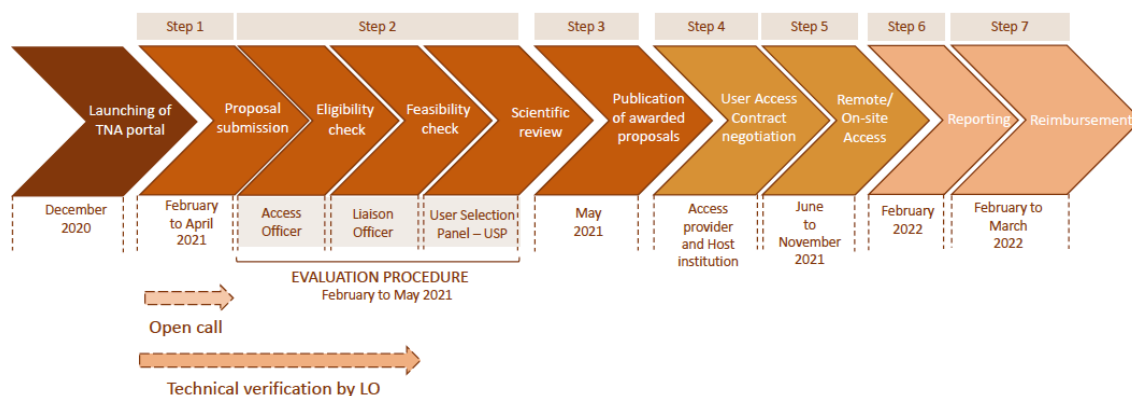 Step 1
Step 2
Step 3
Step 4
Step 5
Step 6
Step 7
Launching of
TNA portal
Proposal
submission
Eligibility
check
Feasibility
check
Scientific
review
Publication
of awarded
proposals
User Access
Contract
negotiation
Remote/
On-site
Access
Reporting
Reimbursement
December
2020
February
to April
2021
Access
Officer
Liaison
Officer
User Selection
Panel – USP
May
2021
Access
provider
and Host
institution
June
to
November
2021
February
2022
February to
March
2022
EVALUATION PROCEDURE
February to May 2021
Open call
Technical verification by LO